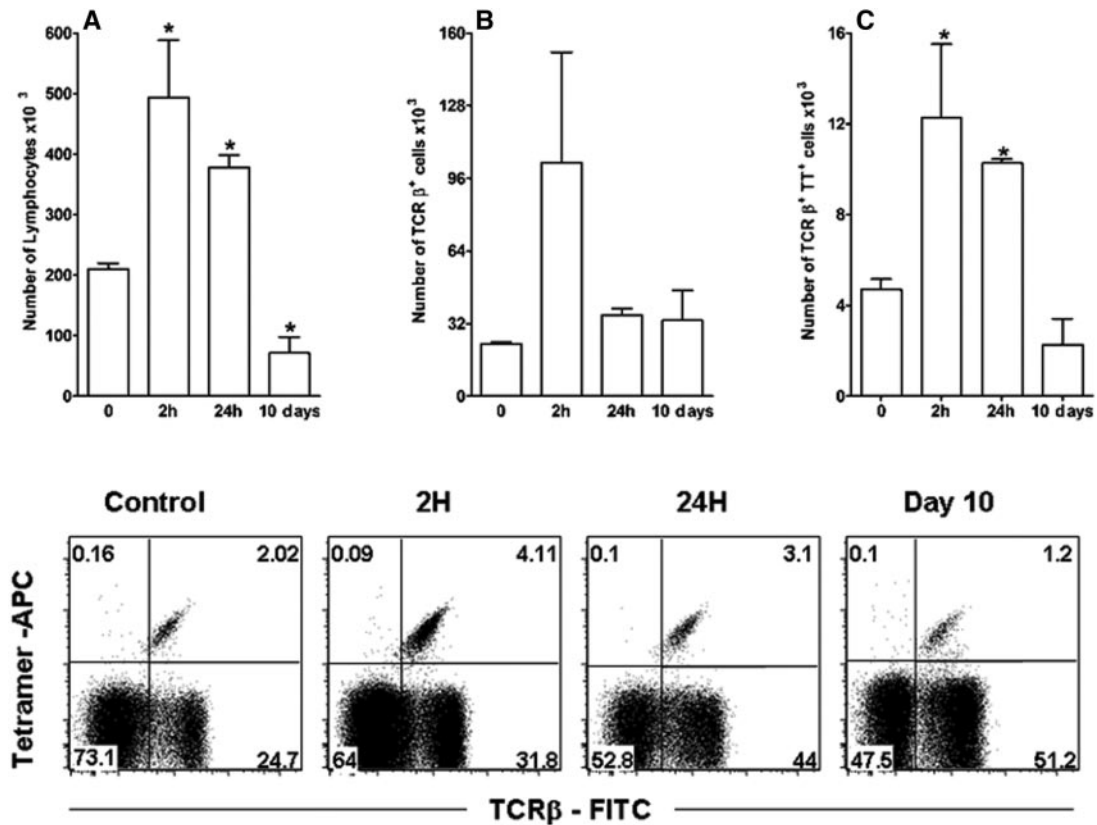 A
Number of Lymphocytes x10 3
600
500
400
300
200
100
0
*
*
*
0 2h 24h 10 days
B
Number of TCR β+ cells x10-3
160
128
96
64
32
0
0 2h 24h 10 days
C
Number of TCR β+ TT+ cells x10-3
16
12
8
4
0
*
*
0 2h 24h 10 days
Control 2H 24H Day 10
Tetramer -APC
0.16 2.02
73.1 24.7
0.09 4.11
64 31.8
0.1 3.1
52.8 44
0.1 1.2
47.5 51.2
TCRβ - FITC